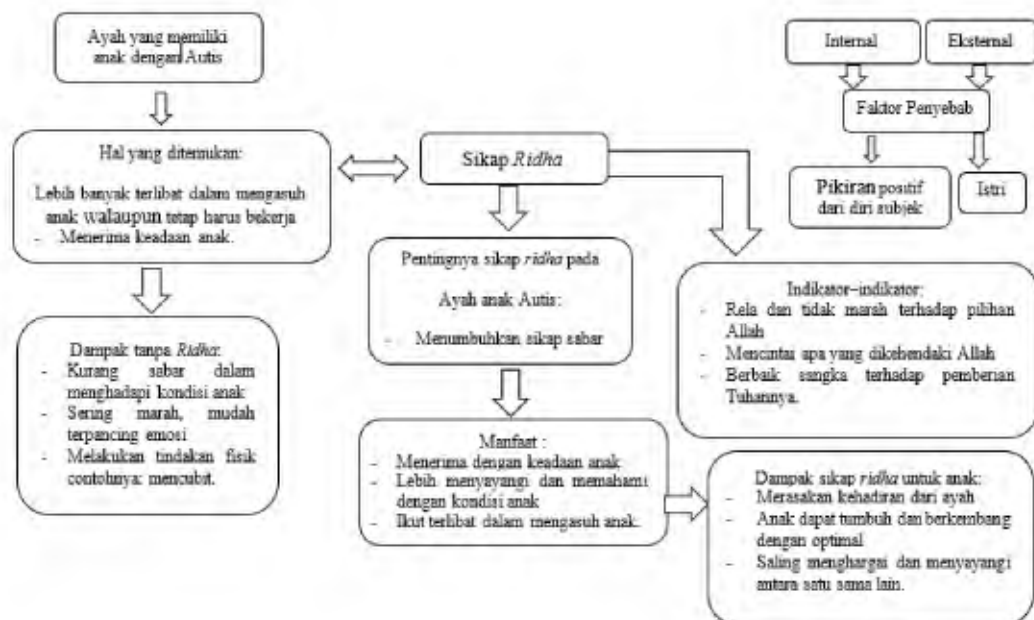 Ayah yang memiliki
anak dengan Autis
Hal yang ditemukan:
Lebih banyak terlibat dalam mengasuh
anak walaupun tetap harus bekerja
- Menerima keadaan anak.
Dampak tanpa Ridha:
- Kurang sabar dalam
menghadapi kondisi anak
- Sering marah, mudah
terpancing emosi
- Melakukan tindakan fisik
contohnya: mencubit.
Sikap Ridha
Pentingnya sikap ridha pada
Ayah anak Autis:
- Menumbuhkan sikap sabar
Manfaat :
- Menerima dengan keadaan anak
- Lebih menyayangi dan memahami
dengan kondisi anak
- Ikut terlibat dalam mengasuh anak.
Internal
Eksternal
Faktor Penyebab
Pikiran positif
dari diri subjek
Istri
Indikator–indikator:
- Rela dan tidak marah terhadap pilihan
Allah
- Mencintai apa yang dikehendaki Allah
- Berbaik sangka terhadap pemberian
Tuhannya.
Dampak sikap ridha untuk anak:
- Merasakan kehadiran dari ayah
- Anak dapat tumbuh dan berkembang
dengan optimal
- Saling menghargai dan menyayangi
antara satu sama lain.